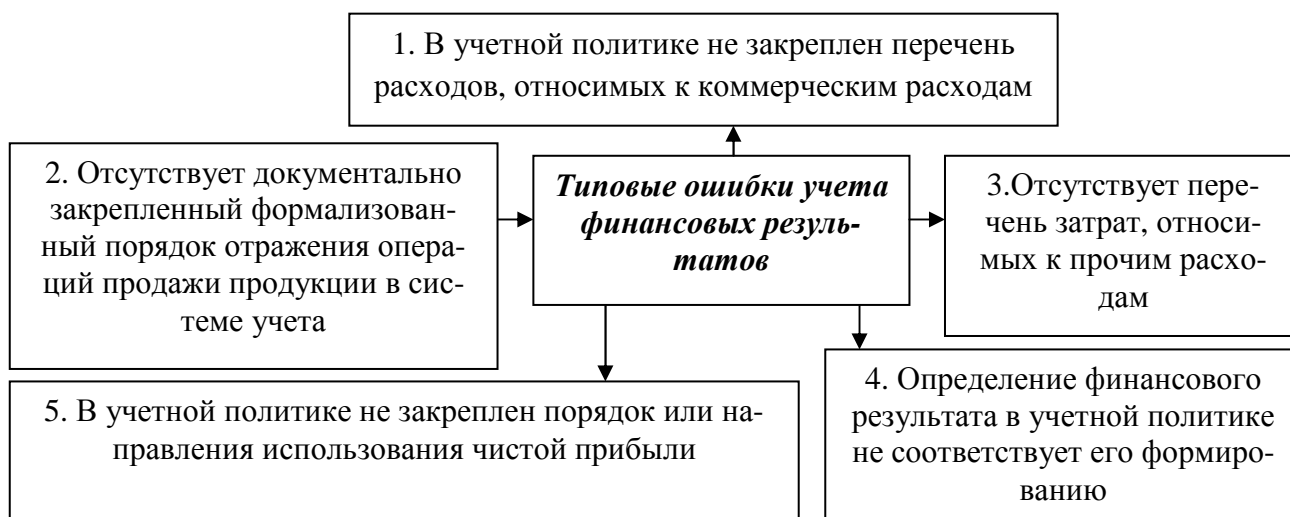 1. В учетной политике не закреплен перечень
расходов, относимых к коммерческим расходам
2. Отсутствует документально
закрепленный формализован-
ный порядок отражения опера-
ций продажи продукции в сис-
теме учета
Типовые ошибки учета
финансовых резуль-
татов
3.Отсутствует пере-
чень затрат, относи-
мых к прочим расхо-
дам
5. В учетной политике не закреплен порядок или на-
правления использования чистой прибыли
4. Определение финансового
результата в учетной политике
не соответствует его формиро-
ванию